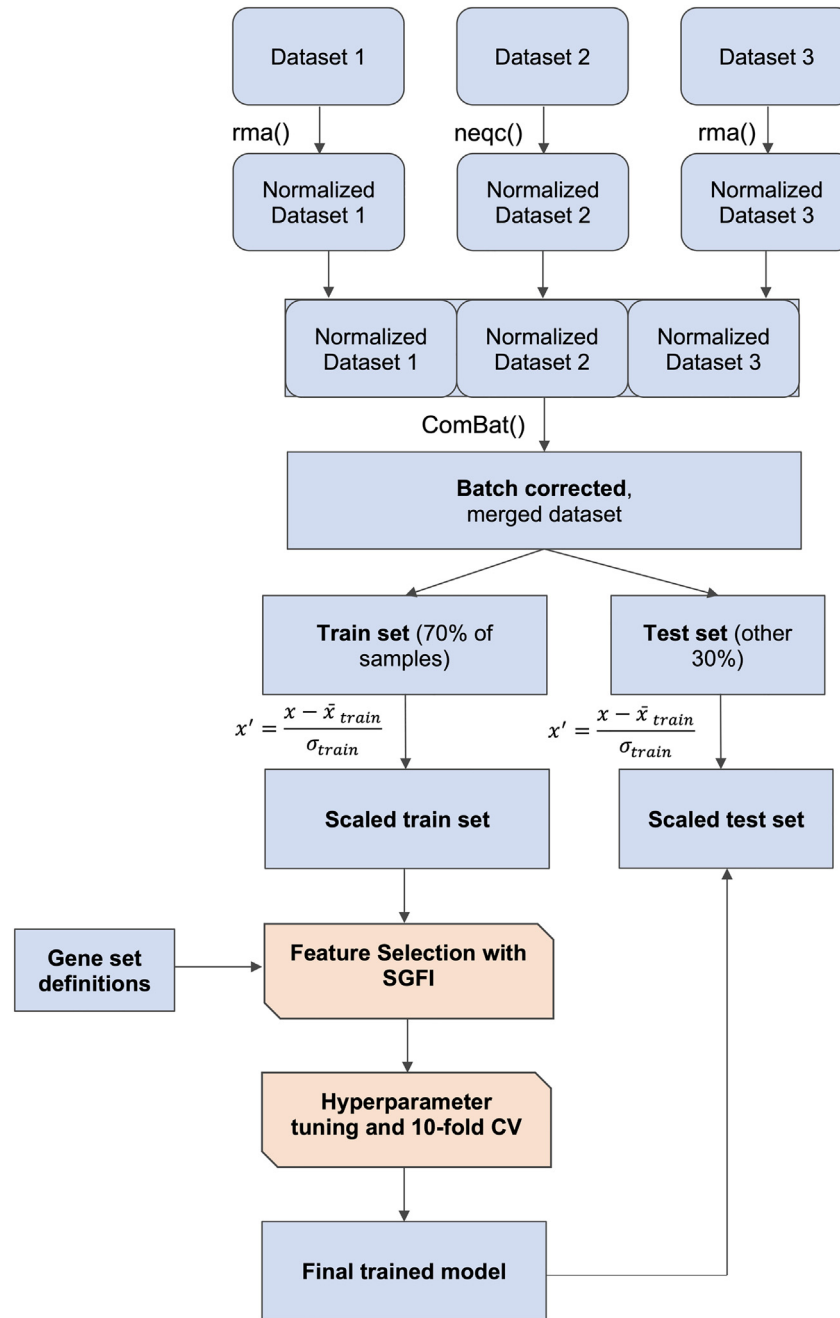 Dataset 1
Dataset 2
Dataset 3
rma()
neqc()
rma()
Normalized
Dataset 1
Normalized
Dataset 2
Normalized
Dataset 3
Normalized
Dataset 1
Normalized
Dataset 2
Normalized
Dataset 3
ComBat()
Batch corrected,
merged dataset
Train set (70% of
samples)
Test set (other
30%)
x' = (x − x̄ train) / σtrain
x' = (x − x̄ train) / σtrain
Scaled train set
Scaled test set
Gene set
definitions
Feature Selection with
SGFI
Hyperparameter
tuning and 10-fold CV
Final trained model